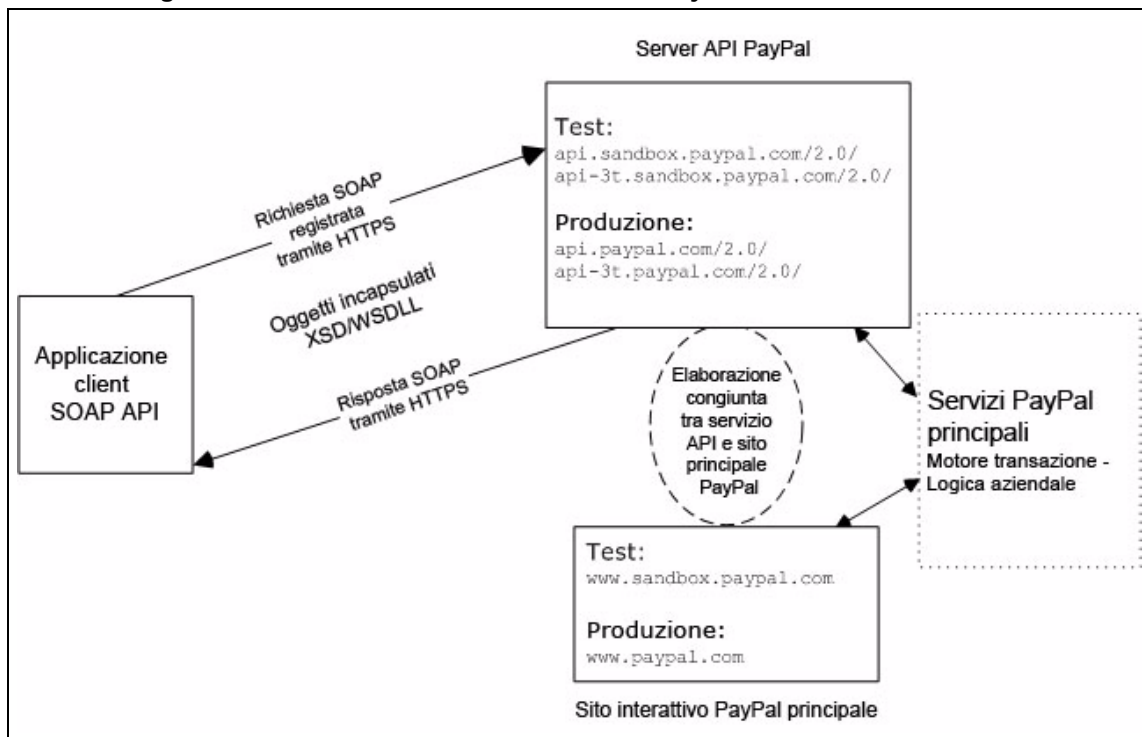 Server API PayPal
Test:
api.sandbox.paypal.com/2.0/
api-3t.sandbox.paypal.com/2.0/
Produzione:
api.paypal.com/2.0/
api-3t.paypal.com/2.0/
Richiesta SOAP
registrata
tramite HTTPS
Oggetti incapsulati
XSD/WSDLL
Applicazione
client
SOAP API
Risposta SOAP
tramite HTTPS
Elaborazione
congiunta
tra servizio
API e sito
principale
PayPal
Servizi PayPal
principali
Motore transazione -
Logica aziendale
Test:
www.sandbox.paypal.com
Produzione:
www.paypal.com
Sito interattivo PayPal principale